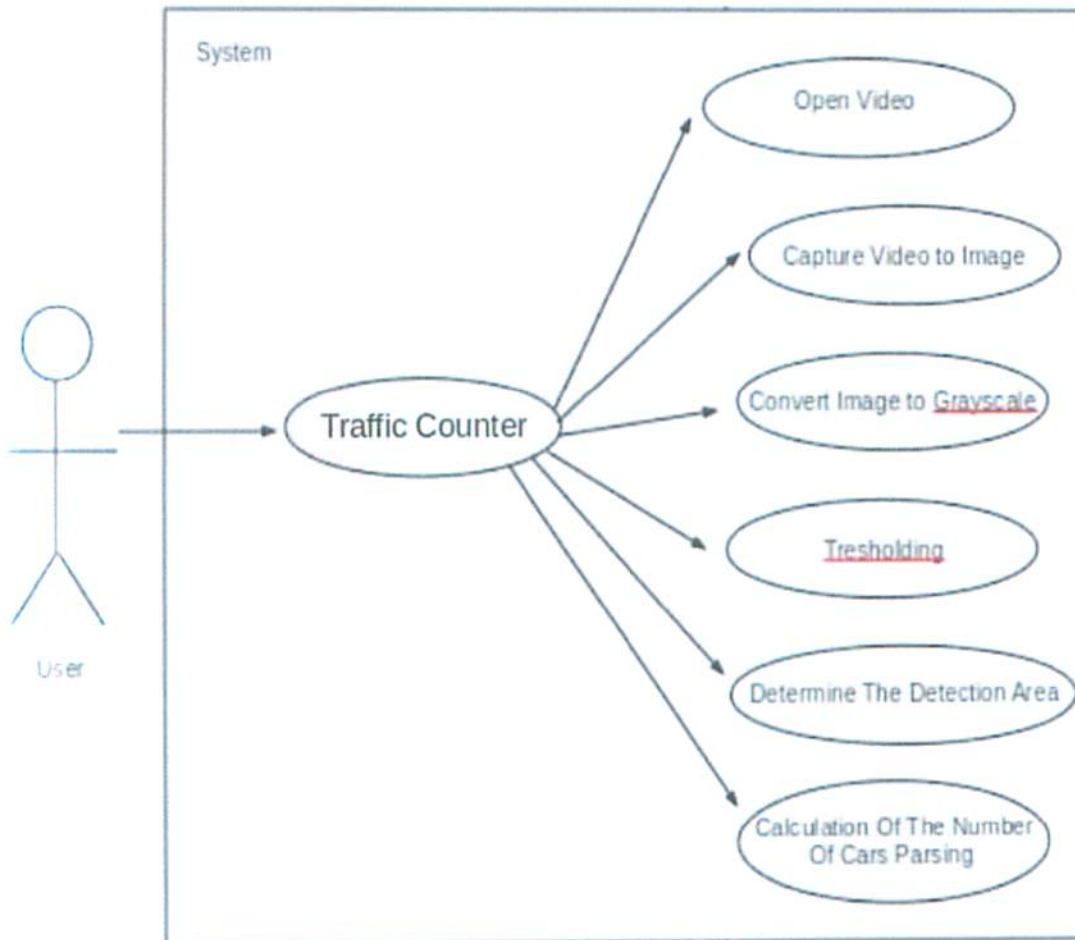 System
Open Video
Capture Video to Image
Convert Image to Grayscale
Traffic Counter
Tresholding
User
Determine The Detection Area
Calculation Of The Number
Of Cars Parsing